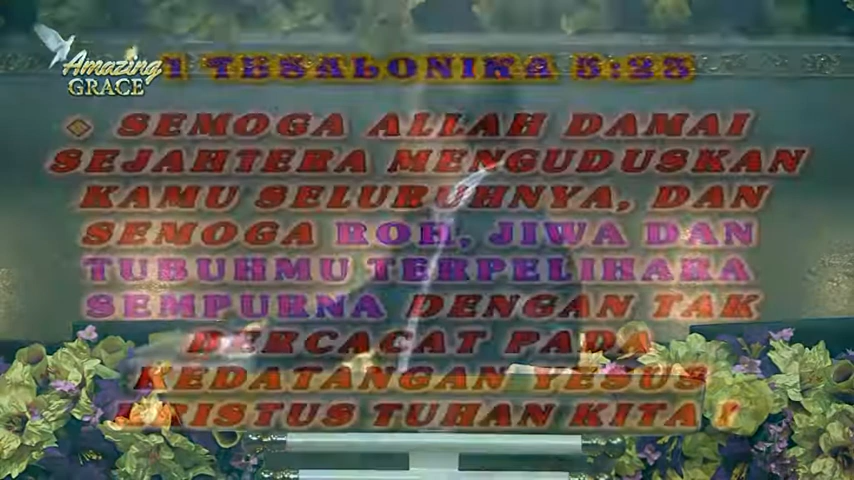 Amazing
GRACE
1 TESALONIKA 5:23
SEMOGA ALLAH DAMAI
SEJAHTERA MENGUDUSKAN
KAMU SELURUHNYA, DAN
SEMOGA ROH, JIWA DAN
TUBUHMU TERPELIHARA
SEMPURNA DENGAN TAK
BERCACAT PADA
KEDATANGAN YESUS
KRISTUS TUHAN KITA !